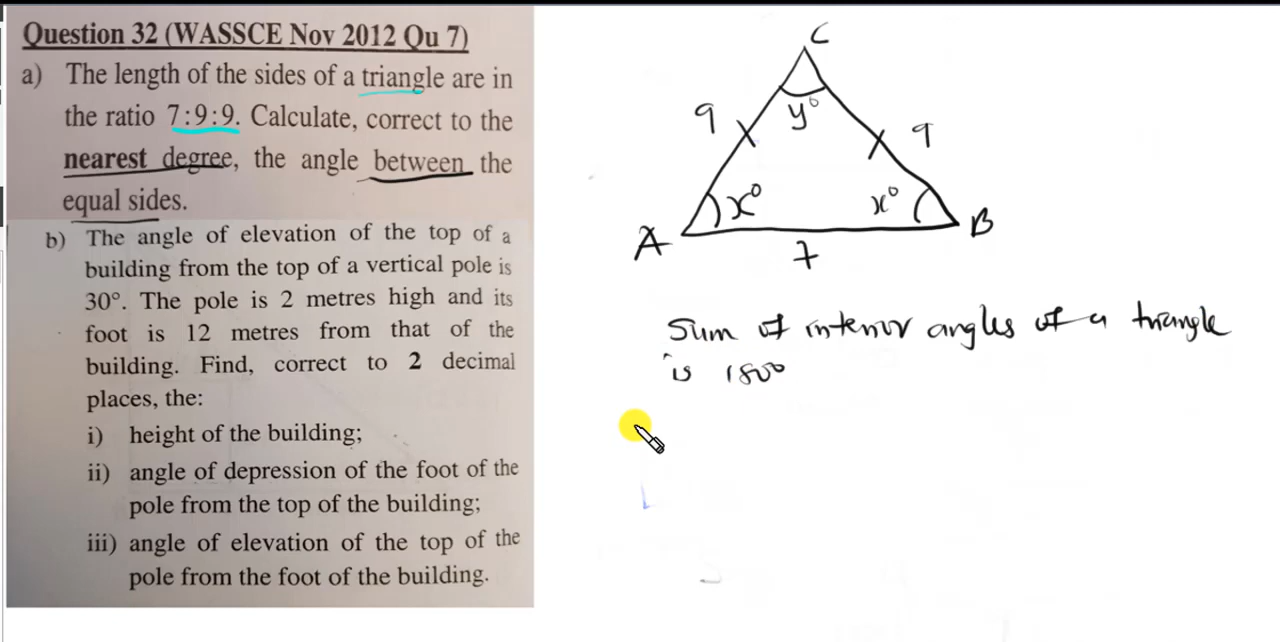 Question 32 (WASSCE Nov 2012 Qu 7)
a) The length of the sides of a triangle are in
the ratio 7:9:9. Calculate, correct to the
nearest degree, the angle between the
equal sides.
b) The angle of elevation of the top of a
building from the top of a vertical pole is
30°. The pole is 2 metres high and its
foot is 12 metres from that of the
building. Find, correct to 2 decimal
places, the:
i) height of the building;
ii) angle of depression of the foot of the
pole from the top of the building;
iii) angle of elevation of the top of the
pole from the foot of the building.
C
y°
9 9
x° x°
A B
7
Sum of interior angles of a triangle
is 180°